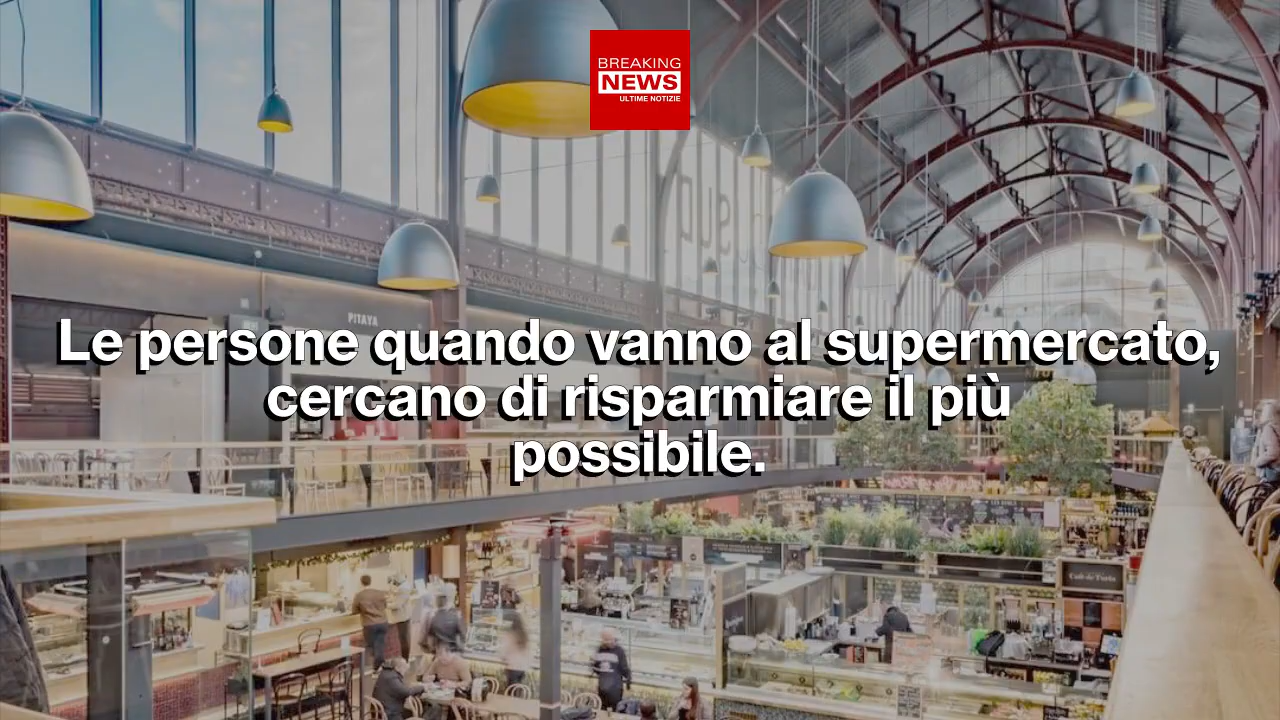 BREAKING
NEWS
ULTIME NOTIZIE
PITAYA
Le persone quando vanno al supermercato,
cercano di risparmiare il più
possibile.